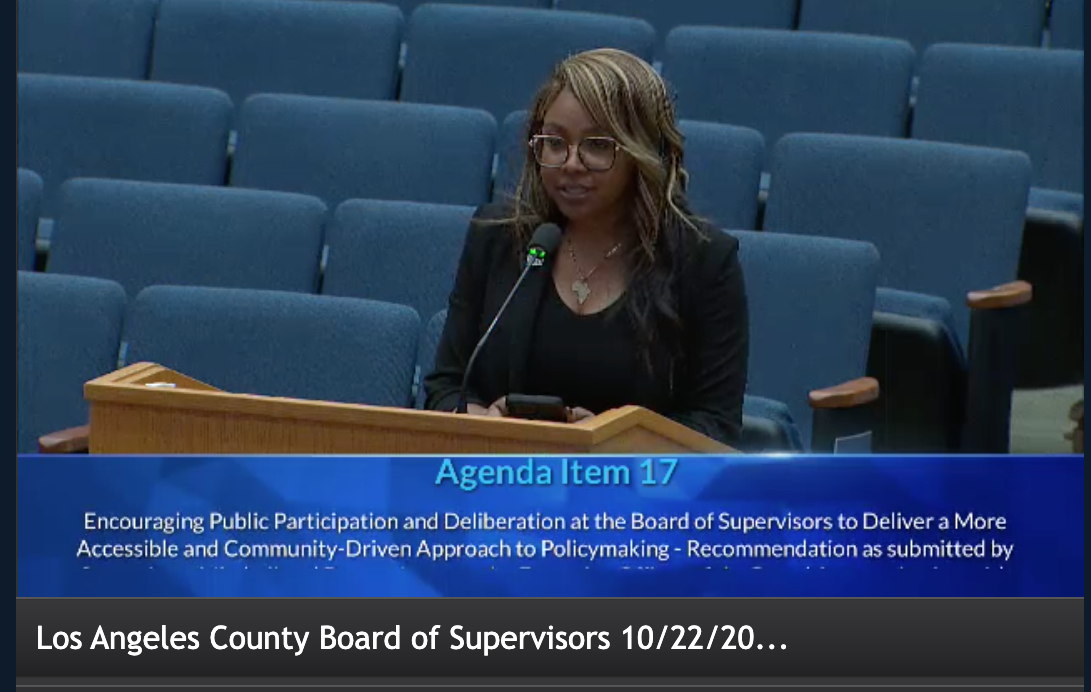 Agenda Item 17
Encouraging Public Participation and Deliberation at the Board of Supervisors to Deliver a More
Accessible and Community-Driven Approach to Policymaking - Recommendation as submitted by
Los Angeles County Board of Supervisors 10/22/20...